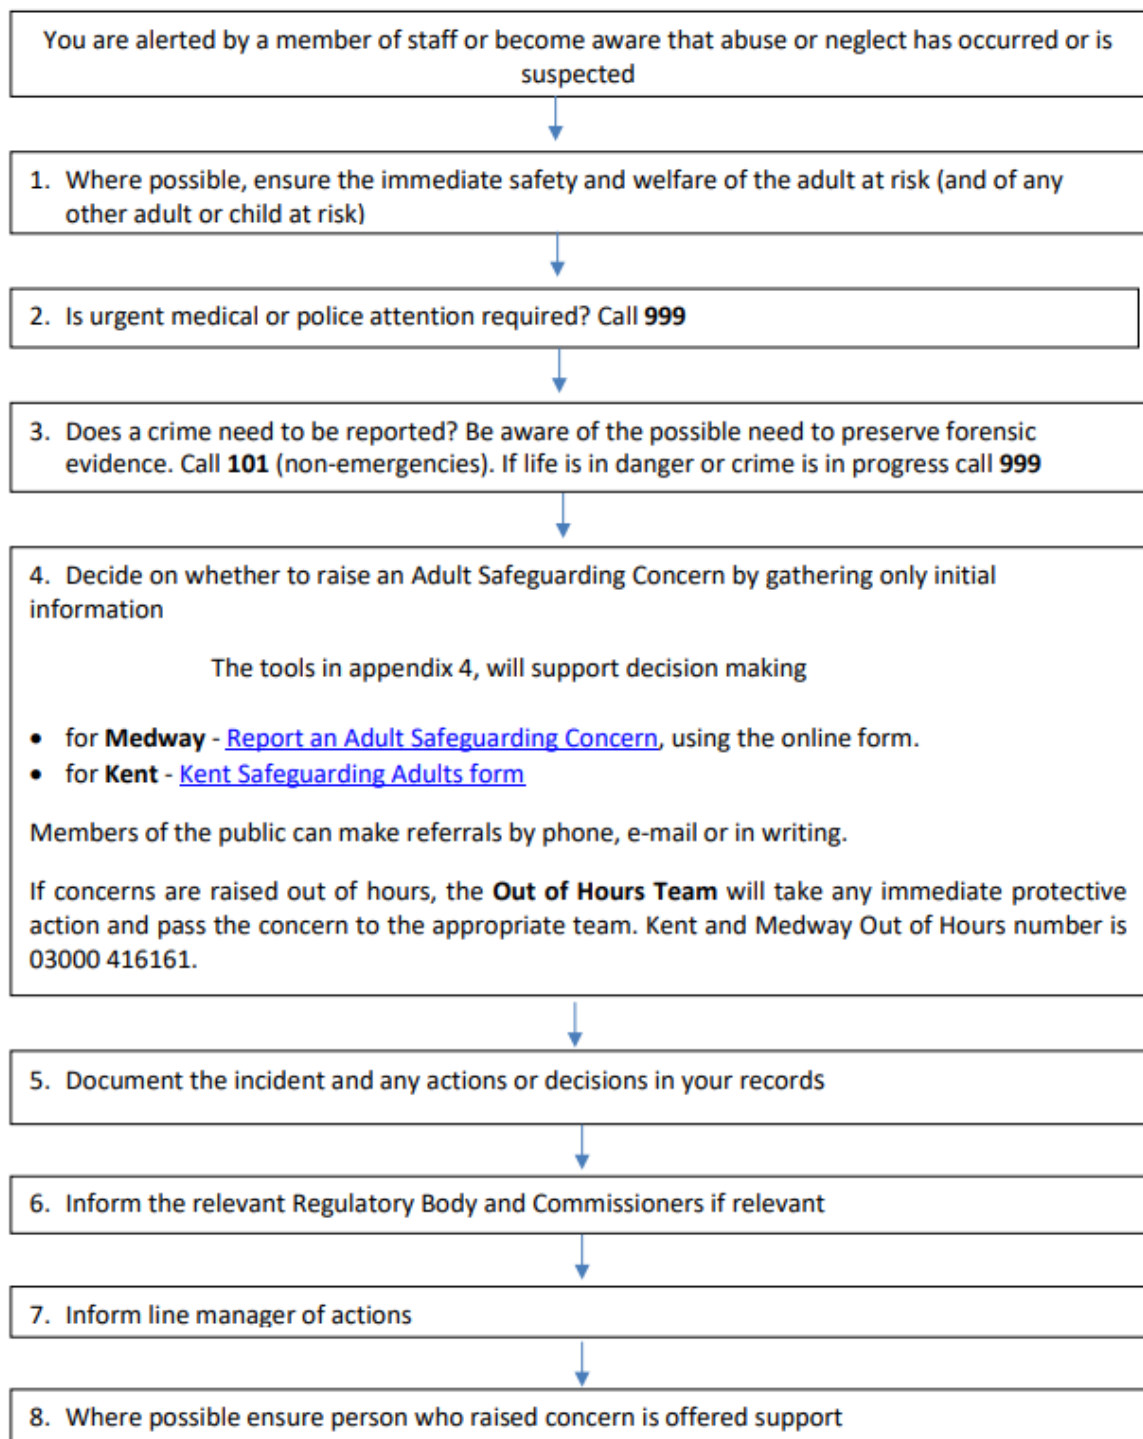 You are alerted by a member of staff or become aware that abuse or neglect has occurred or is
suspected
1. Where possible, ensure the immediate safety and welfare of the adult at risk (and of any
other adult or child at risk)
2. Is urgent medical or police attention required? Call 999
3. Does a crime need to be reported? Be aware of the possible need to preserve forensic
evidence. Call 101 (non-emergencies). If life is in danger or crime is in progress call 999
4. Decide on whether to raise an Adult Safeguarding Concern by gathering only initial
information
The tools in appendix 4, will support decision making
• for Medway - Report an Adult Safeguarding Concern, using the online form.
• for Kent - Kent Safeguarding Adults form
Members of the public can make referrals by phone, e-mail or in writing.
If concerns are raised out of hours, the Out of Hours Team will take any immediate protective
action and pass the concern to the appropriate team. Kent and Medway Out of Hours number is
03000 416161.
5. Document the incident and any actions or decisions in your records
6. Inform the relevant Regulatory Body and Commissioners if relevant
7. Inform line manager of actions
8. Where possible ensure person who raised concern is offered support